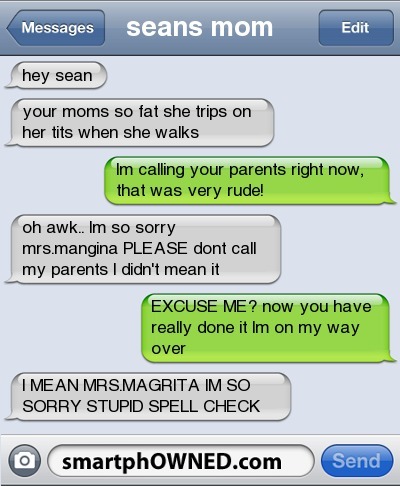 Messages
seans mom
Edit
hey sean
your moms so fat she trips on
her tits when she walks
Im calling your parents right now,
that was very rude!
oh awk.. Im so sorry
mrs.mangina PLEASE dont call
my parents I didn't mean it
EXCUSE ME? now you have
really done it Im on my way
over
I MEAN MRS.MAGRITA IM SO
SORRY STUPID SPELL CHECK
smartphOWNED.com
Send